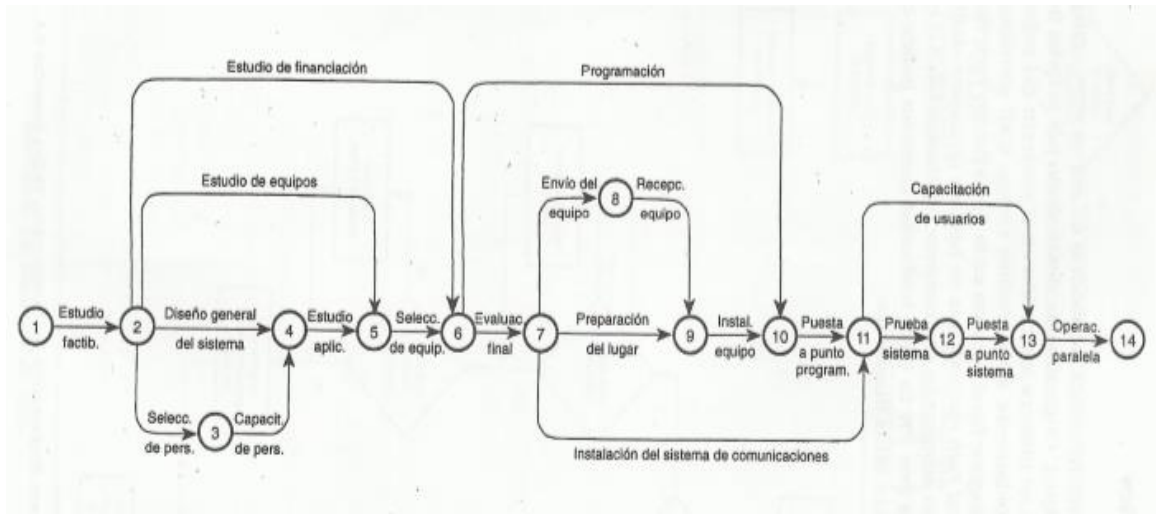 Estudio de financiación
Programación
Estudio de equipos
Envío del
equipo
8
Recepc.
equipo
Capacitación
de usuarios
1
Estudio
factib.
2
Diseño general
del sistema
4
Estudio
aplic.
5
Selecc.
de equip.
6
Evaluac
final
7
Preparación
del lugar
9
Instal.
equipo
10
Puesta
a punto
program.
11
Prueba
sistema
12
Puesta
a punto
sistema
13
Operac.
paralela
14
Selecc.
de pers.
3
Capacit.
de pers.
Instalación del sistema de comunicaciones